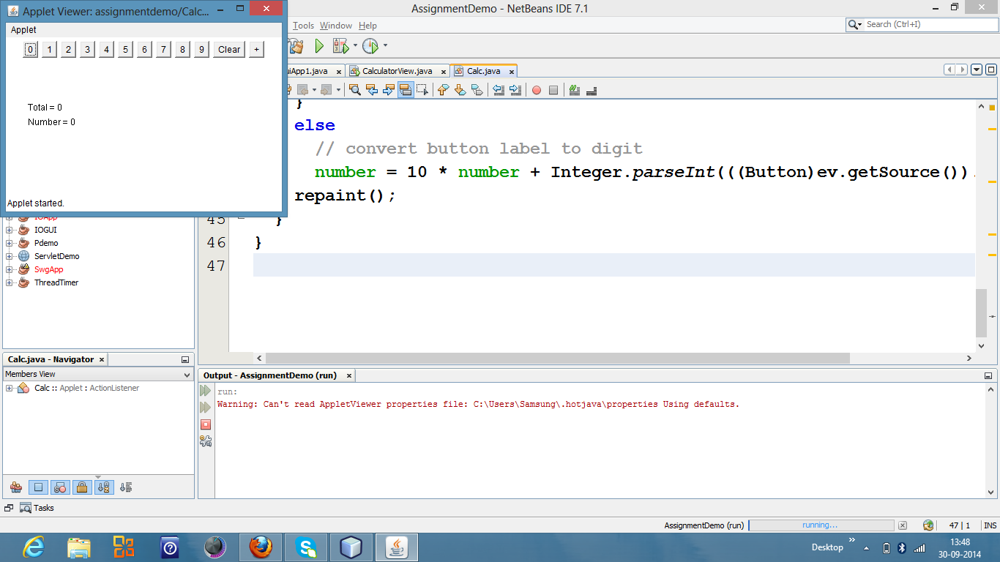 Applet Viewer: assignmentdemo/Calc...
AssignmentDemo - NetBeans IDE 7.1
Applet
Tools Window Help
Search (Ctrl+I)
0 1 2 3 4 5 6 7 8 9 Clear +
uiApp1.java CalculatorView.java Calc.java
Total = 0
Number = 0
Applet started.
}
else
// convert button label to digit
number = 10 * number + Integer.parseInt(((Button)ev.getSource()).
repaint();
45 }
46 }
47
IOApp
IOGUI
Pdemo
ServletDemo
SwgApp
ThreadTimer
Calc.java - Navigator
Members View
Calc :: Applet : ActionListener
Output - AssignmentDemo (run)
run:
Warning: Can't read AppletViewer properties file: C:\Users\Samsung\.hotjava\properties Using defaults.
Tasks
AssignmentDemo (run) running... 47 | 1 INS
Desktop
13:48
30-09-2014